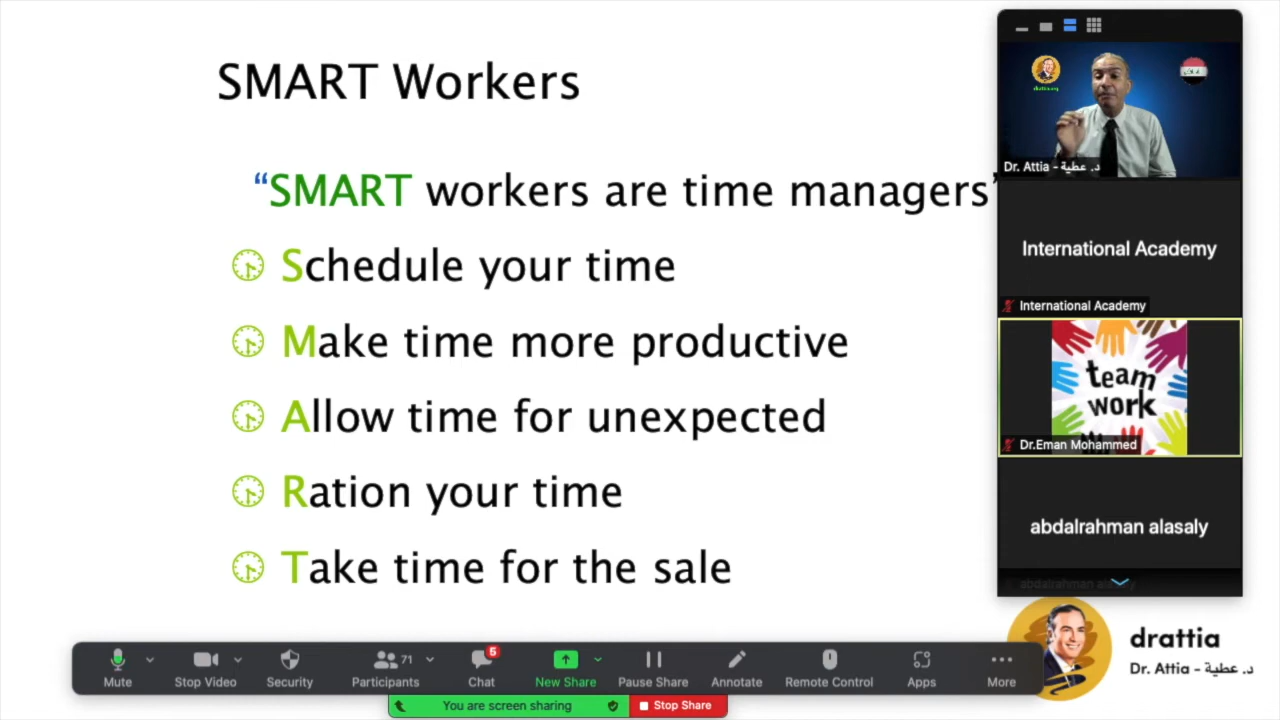 SMART Workers
“SMART workers are time managers”
Schedule your time
Make time more productive
Allow time for unexpected
Ration your time
Take time for the sale
Dr. Attia - د. عطية
International Academy
International Academy
team
work
Dr.Eman Mohammed
abdalrahman alasaly
abdalrahman alasaly
drattia
Dr. Attia - د. عطية
Mute
Stop Video
Security
71
Participants
5
Chat
New Share
Pause Share
Annotate
Remote Control
Apps
More
You are screen sharing
Stop Share